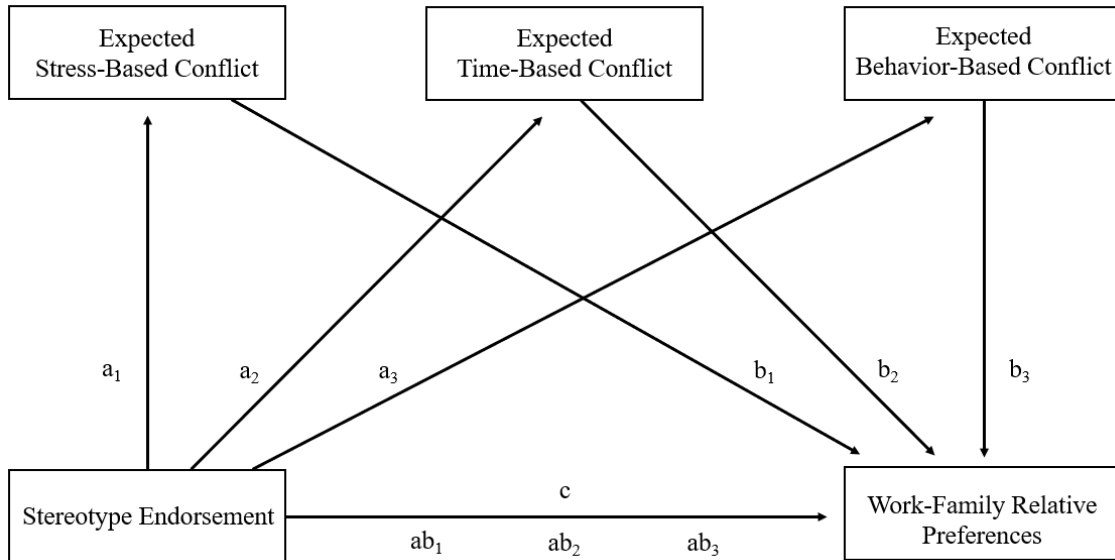 Expected
Stress-Based Conflict
Expected
Time-Based Conflict
Expected
Behavior-Based Conflict
a₁
a₂
a₃
b₁
b₂
b₃
Stereotype Endorsement
c
ab₁
ab₂
ab₃
Work-Family Relative
Preferences